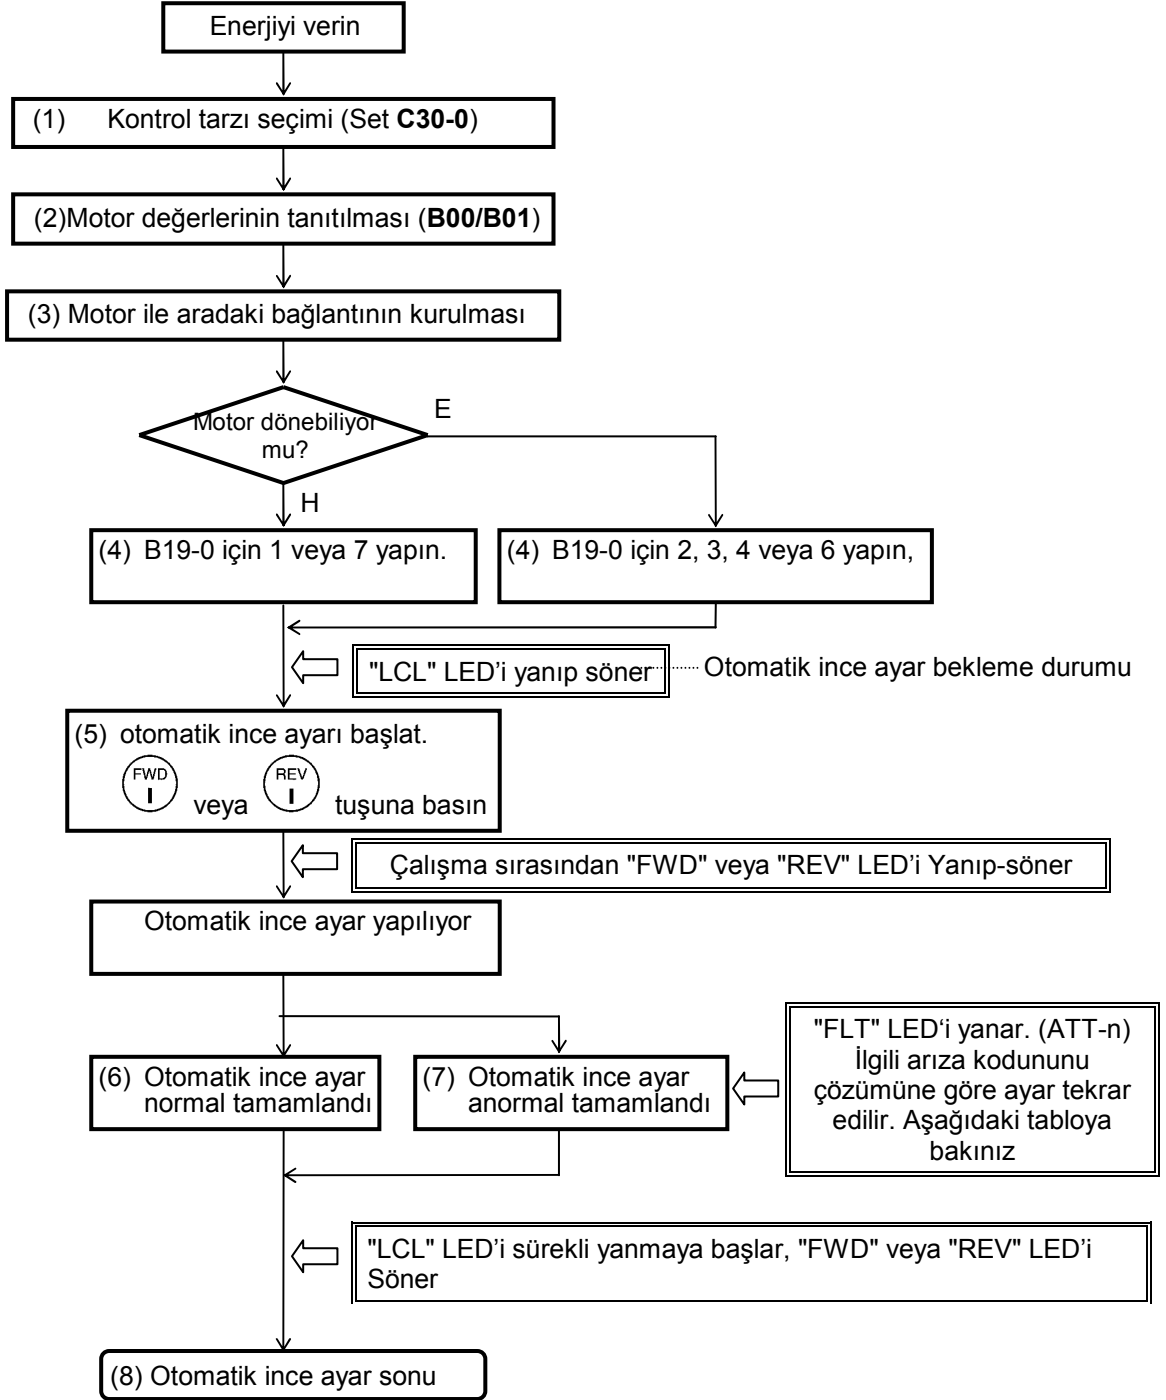 Enerjiyi verin
(1) Kontrol tarzı seçimi (Set C30-0)
(2)Motor değerlerinin tanıtılması (B00/B01)
(3) Motor ile aradaki bağlantının kurulması
Motor dönebiliyor
mu?
E
H
(4) B19-0 için 1 veya 7 yapın.
(4) B19-0 için 2, 3, 4 veya 6 yapın,
"LCL" LED’i yanıp söner
Otomatik ince ayar bekleme durumu
(5) otomatik ince ayarı başlat.
FWD
I
veya
REV
I
tuşuna basın
Çalışma sırasından "FWD" veya "REV" LED’i Yanıp-söner
Otomatik ince ayar yapılıyor
(6) Otomatik ince ayar
normal tamamlandı
(7) Otomatik ince ayar
anormal tamamlandı
"FLT" LED‘i yanar. (ATT-n)
İlgili arıza kodununu
çözümüne göre ayar tekrar
edilir. Aşağıdaki tabloya
bakınız
"LCL" LED’i sürekli yanmaya başlar, "FWD" veya "REV" LED’i
Söner
(8) Otomatik ince ayar sonu